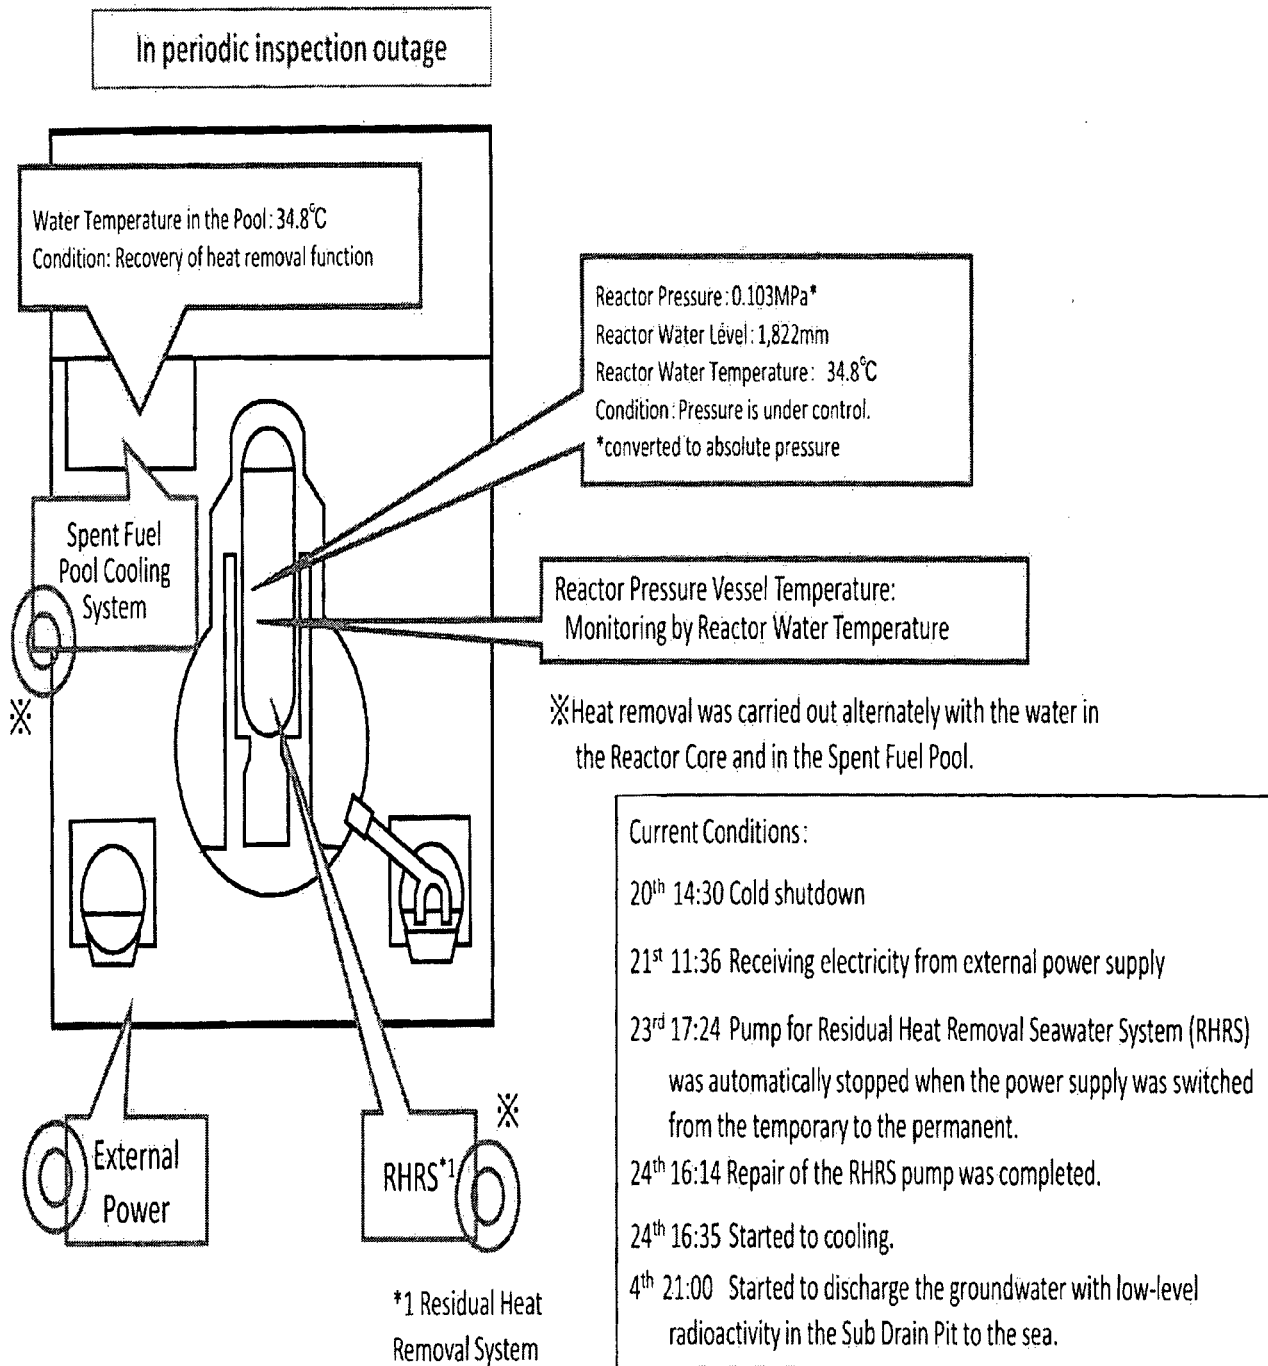 In periodic inspection outage
Water Temperature in the Pool: 34.8℃
Condition: Recovery of heat removal function
Reactor Pressure: 0.103MPa*
Reactor Water Level: 1,822mm
Reactor Water Temperature: 34.8℃
Condition: Pressure is under control.
*converted to absolute pressure
Spent Fuel
Pool Cooling
System
※
Reactor Pressure Vessel Temperature:
Monitoring by Reactor Water Temperature
※Heat removal was carried out alternately with the water in
the Reactor Core and in the Spent Fuel Pool.
External
Power
RHRS*1
※
*1 Residual Heat
Removal System
Current Conditions:
20th 14:30 Cold shutdown
21st 11:36 Receiving electricity from external power supply
23rd 17:24 Pump for Residual Heat Removal Seawater System (RHRS)
was automatically stopped when the power supply was switched
from the temporary to the permanent.
24th 16:14 Repair of the RHRS pump was completed.
24th 16:35 Started to cooling.
4th 21:00 Started to discharge the groundwater with low-level
radioactivity in the Sub Drain Pit to the sea.